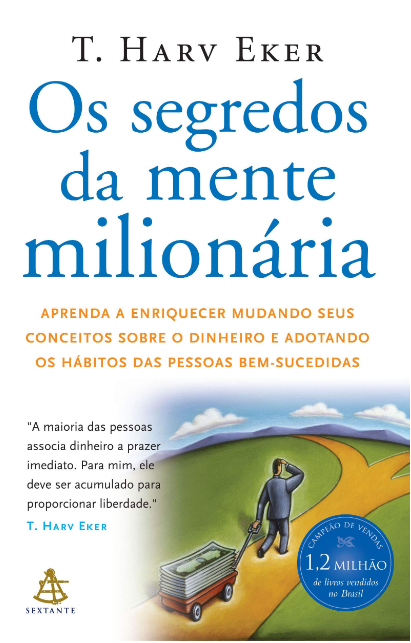 T. Harv Eker
Os segredos
da mente
milionária
APRENDA A ENRIQUECER MUDANDO SEUS
CONCEITOS SOBRE O DINHEIRO E ADOTANDO
OS HÁBITOS DAS PESSOAS BEM-SUCEDIDAS
"A maioria das pessoas
associa dinheiro a prazer
imediato. Para mim, ele
deve ser acumulado para
proporcionar liberdade."
T. Harv Eker
CAMPEÃO DE VENDAS
1,2 MILHÃO
de livros vendidos
no Brasil
SEXTANTE